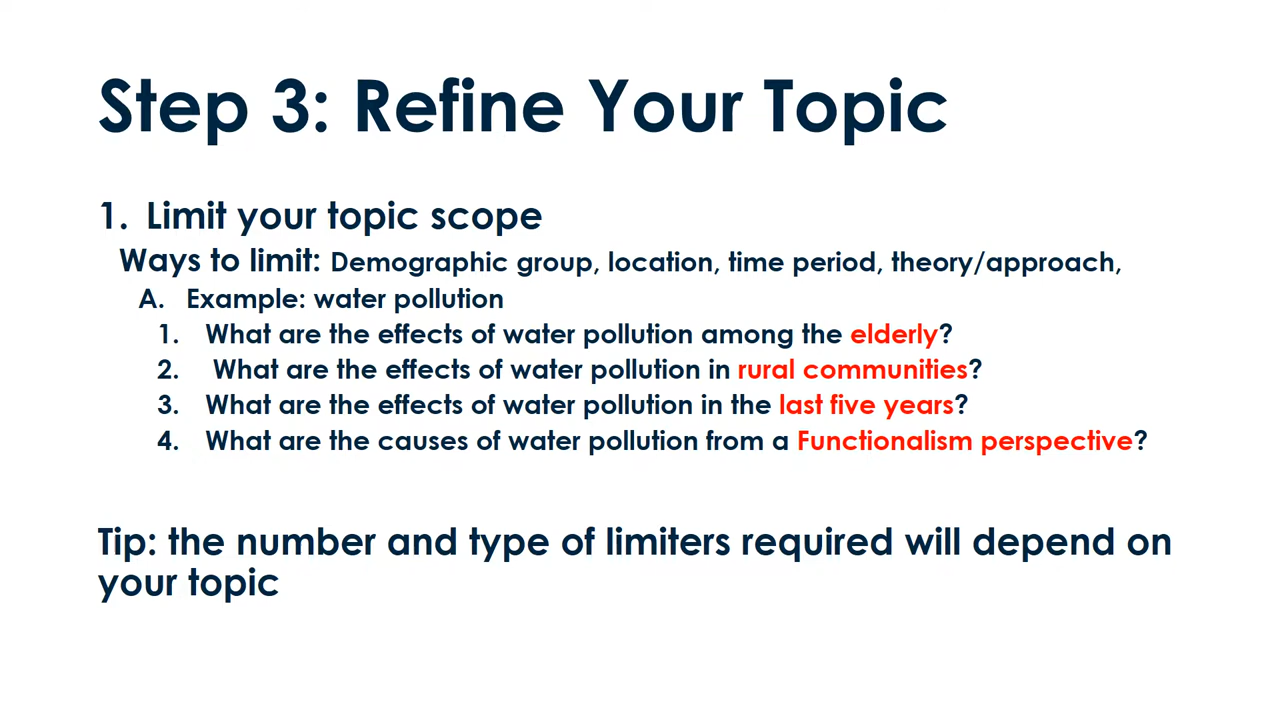 Step 3: Refine Your Topic
1. Limit your topic scope
Ways to limit: Demographic group, location, time period, theory/approach,
A. Example: water pollution
1. What are the effects of water pollution among the elderly?
2. What are the effects of water pollution in rural communities?
3. What are the effects of water pollution in the last five years?
4. What are the causes of water pollution from a Functionalism perspective?
Tip: the number and type of limiters required will depend on
your topic